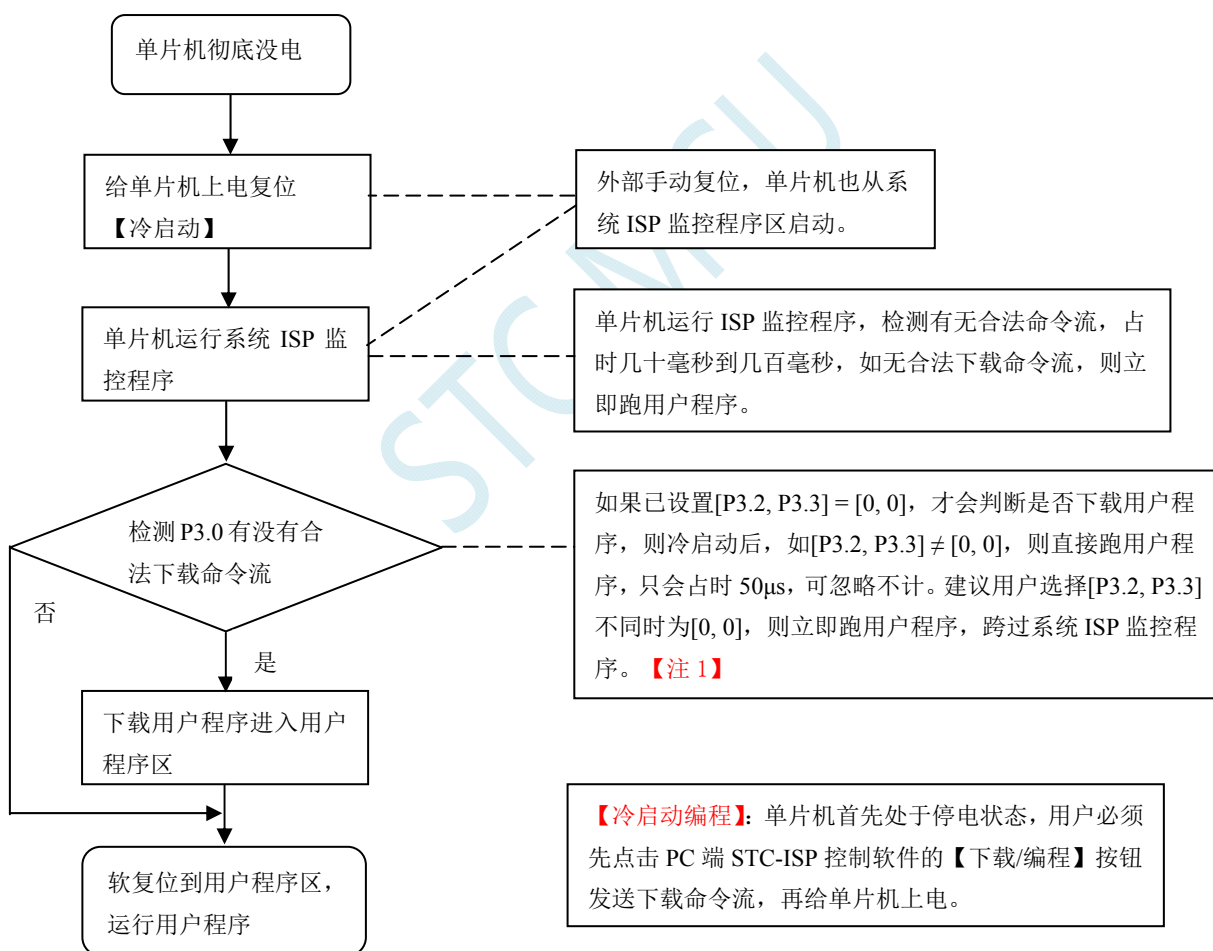 单片机彻底没电
给单片机上电复位
【冷启动】
外部手动复位，单片机也从系
统 ISP 监控程序区启动。
单片机运行系统 ISP 监
控程序
单片机运行 ISP 监控程序，检测有无合法命令流，占
时几十毫秒到几百毫秒，如无合法下载命令流，则立
即跑用户程序。
检测 P3.0 有没有合
法下载命令流
如果已设置[P3.2, P3.3] = [0, 0]，才会判断是否下载用户程
序，则冷启动后，如[P3.2, P3.3] ≠ [0, 0]，则直接跑用户程
序，只会占时 50μs，可忽略不计。建议用户选择[P3.2, P3.3]
不同时为[0, 0]，则立即跑用户程序，跨过系统 ISP 监控程
序。【注 1】
否
是
下载用户程序进入用户
程序区
【冷启动编程】：单片机首先处于停电状态，用户必须
先点击 PC 端 STC-ISP 控制软件的【下载/编程】按钮
发送下载命令流，再给单片机上电。
软复位到用户程序区，
运行用户程序
STC MCU